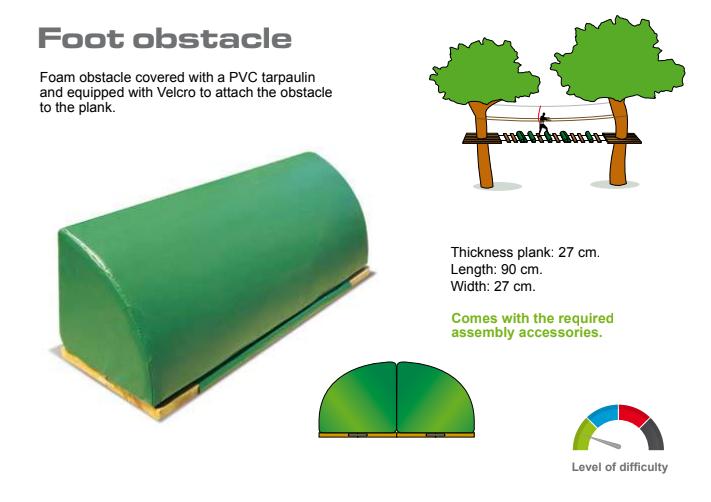 Foot obstacle
Foam obstacle covered with a PVC tarpaulin
and equipped with Velcro to attach the obstacle
to the plank.
Thickness plank: 27 cm.
Length: 90 cm.
Width: 27 cm.
Comes with the required
assembly accessories.
Level of difficulty